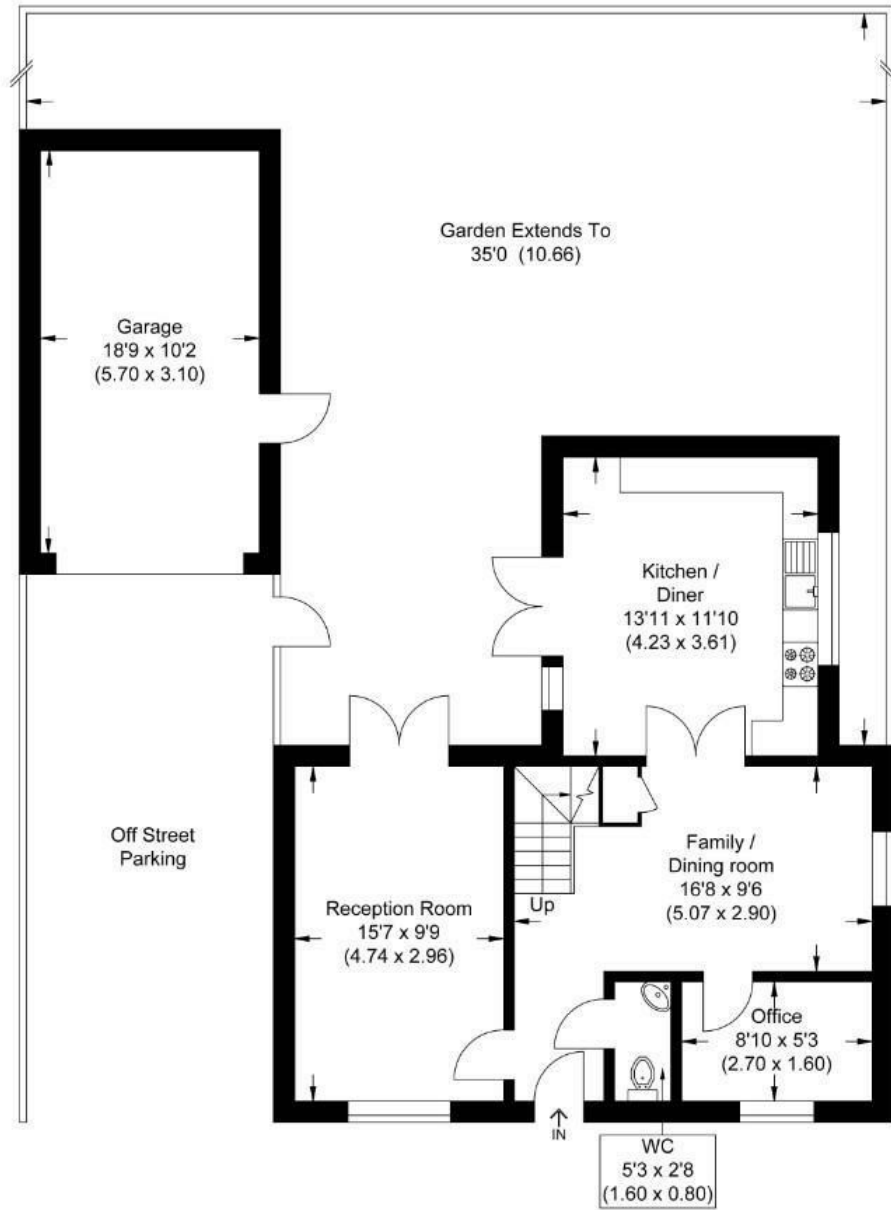 Garden Extends To
35'0 (10.66)
Garage
18'9 x 10'2
(5.70 x 3.10)
Kitchen /
Diner
13'11 x 11'10
(4.23 x 3.61)
Off Street
Parking
Family /
Dining room
16'8 x 9'6
(5.07 x 2.90)
Up
Reception Room
15'7 x 9'9
(4.74 x 2.96)
Office
8'10 x 5'3
(2.70 x 1.60)
IN
WC
5'3 x 2'8
(1.60 x 0.80)